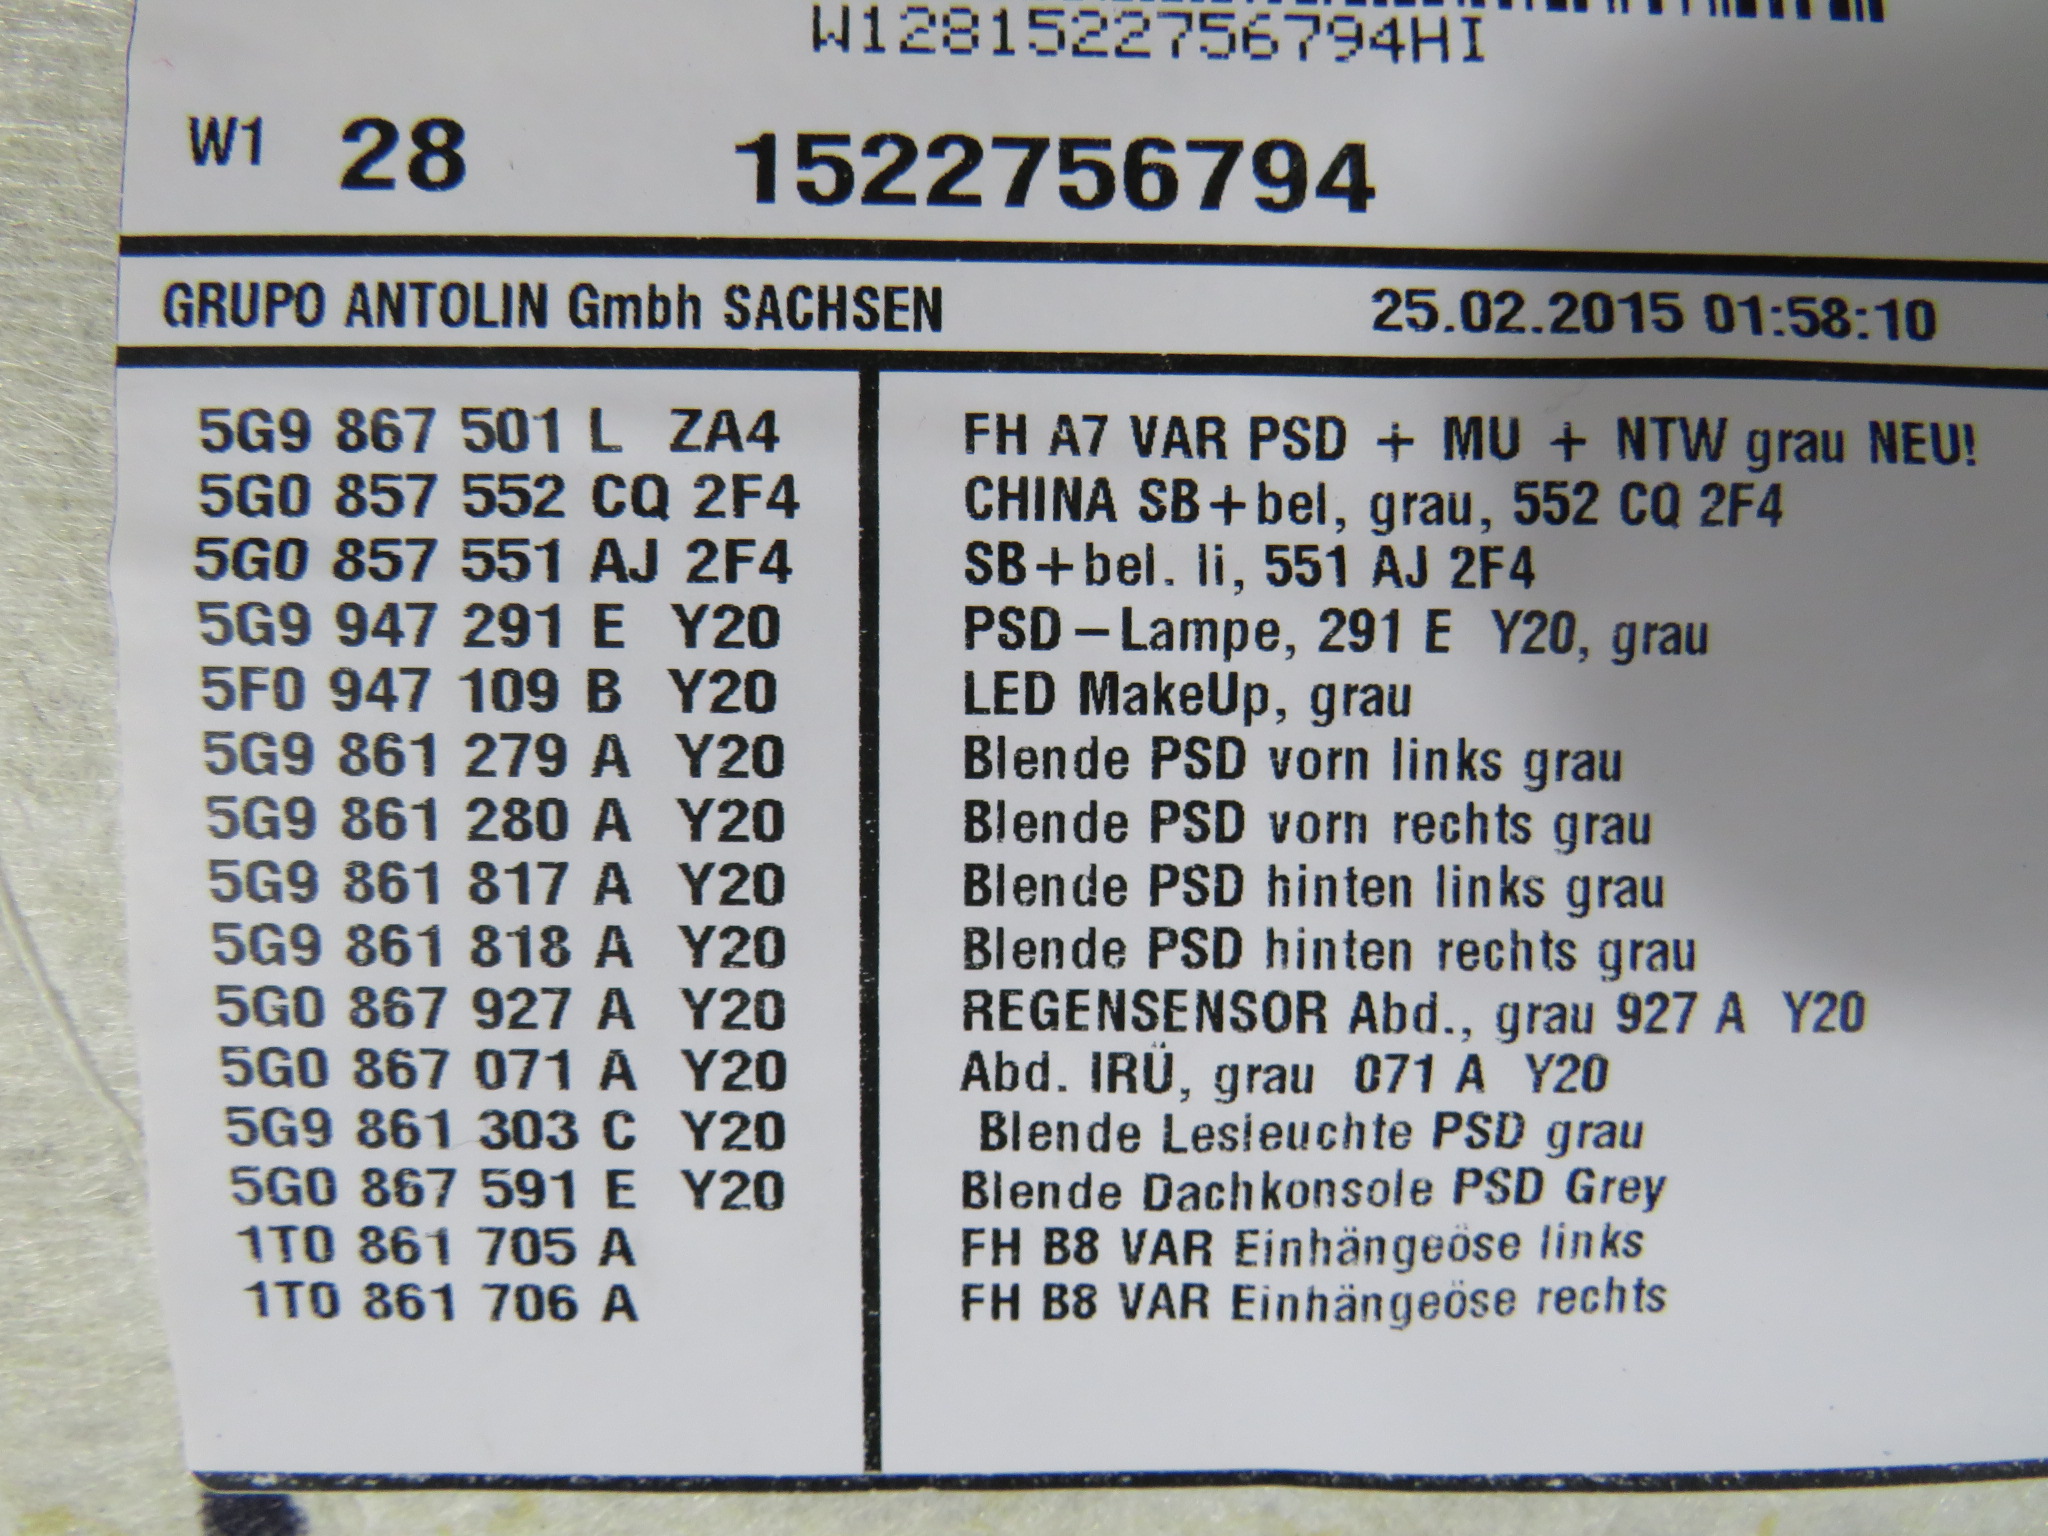 W1281522756794HI
W1 28 1522756794
GRUPO ANTOLIN Gmbh SACHSEN 25.02.2015 01:58:10
5G9 867 501 L ZA4 FH A7 VAR PSD + MU + NTW grau NEU!
5G0 857 552 CQ 2F4 CHINA SB+bel, grau, 552 CQ 2F4
5G0 857 551 AJ 2F4 SB+bel. li, 551 AJ 2F4
5G9 947 291 E Y20 PSD-Lampe, 291 E Y20, grau
5F0 947 109 B Y20 LED MakeUp, grau
5G9 861 279 A Y20 Blende PSD vorn links grau
5G9 861 280 A Y20 Blende PSD vorn rechts grau
5G9 861 817 A Y20 Blende PSD hinten links grau
5G9 861 818 A Y20 Blende PSD hinten rechts grau
5G0 867 927 A Y20 REGENSENSOR Abd., grau 927 A Y20
5G0 867 071 A Y20 Abd. IRÜ, grau 071 A Y20
5G9 861 303 C Y20 Blende Lesleuchte PSD grau
5G0 867 591 E Y20 Blende Dachkonsole PSD Grey
1T0 861 705 A FH B8 VAR Einhängeöse links
1T0 861 706 A FH B8 VAR Einhängeöse rechts